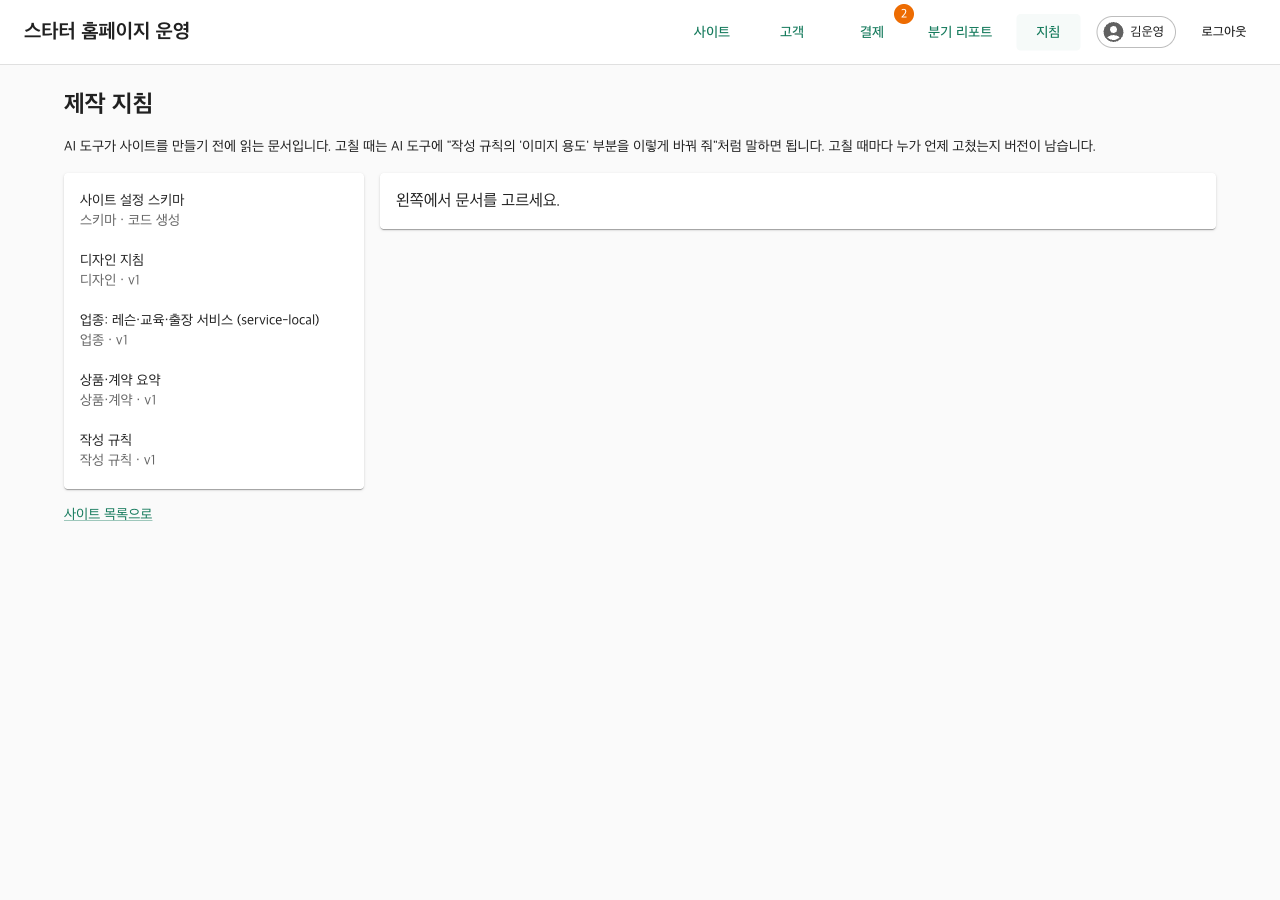 스타터 홈페이지 운영
사이트
고객
결제
2
분기 리포트
지침
김운영
로그아웃
제작 지침
AI 도구가 사이트를 만들기 전에 읽는 문서입니다. 고칠 때는 AI 도구에 "작성 규칙의 '이미지 용도' 부분을 이렇게 바꿔 줘"처럼 말하면 됩니다. 고칠 때마다 누가 언제 고쳤는지 버전이 남습니다.
사이트 설정 스키마
스키마 · 코드 생성
디자인 지침
디자인 · v1
업종: 레슨·교육·출장 서비스 (service-local)
업종 · v1
상품·계약 요약
상품·계약 · v1
작성 규칙
작성 규칙 · v1
왼쪽에서 문서를 고르세요.
사이트 목록으로